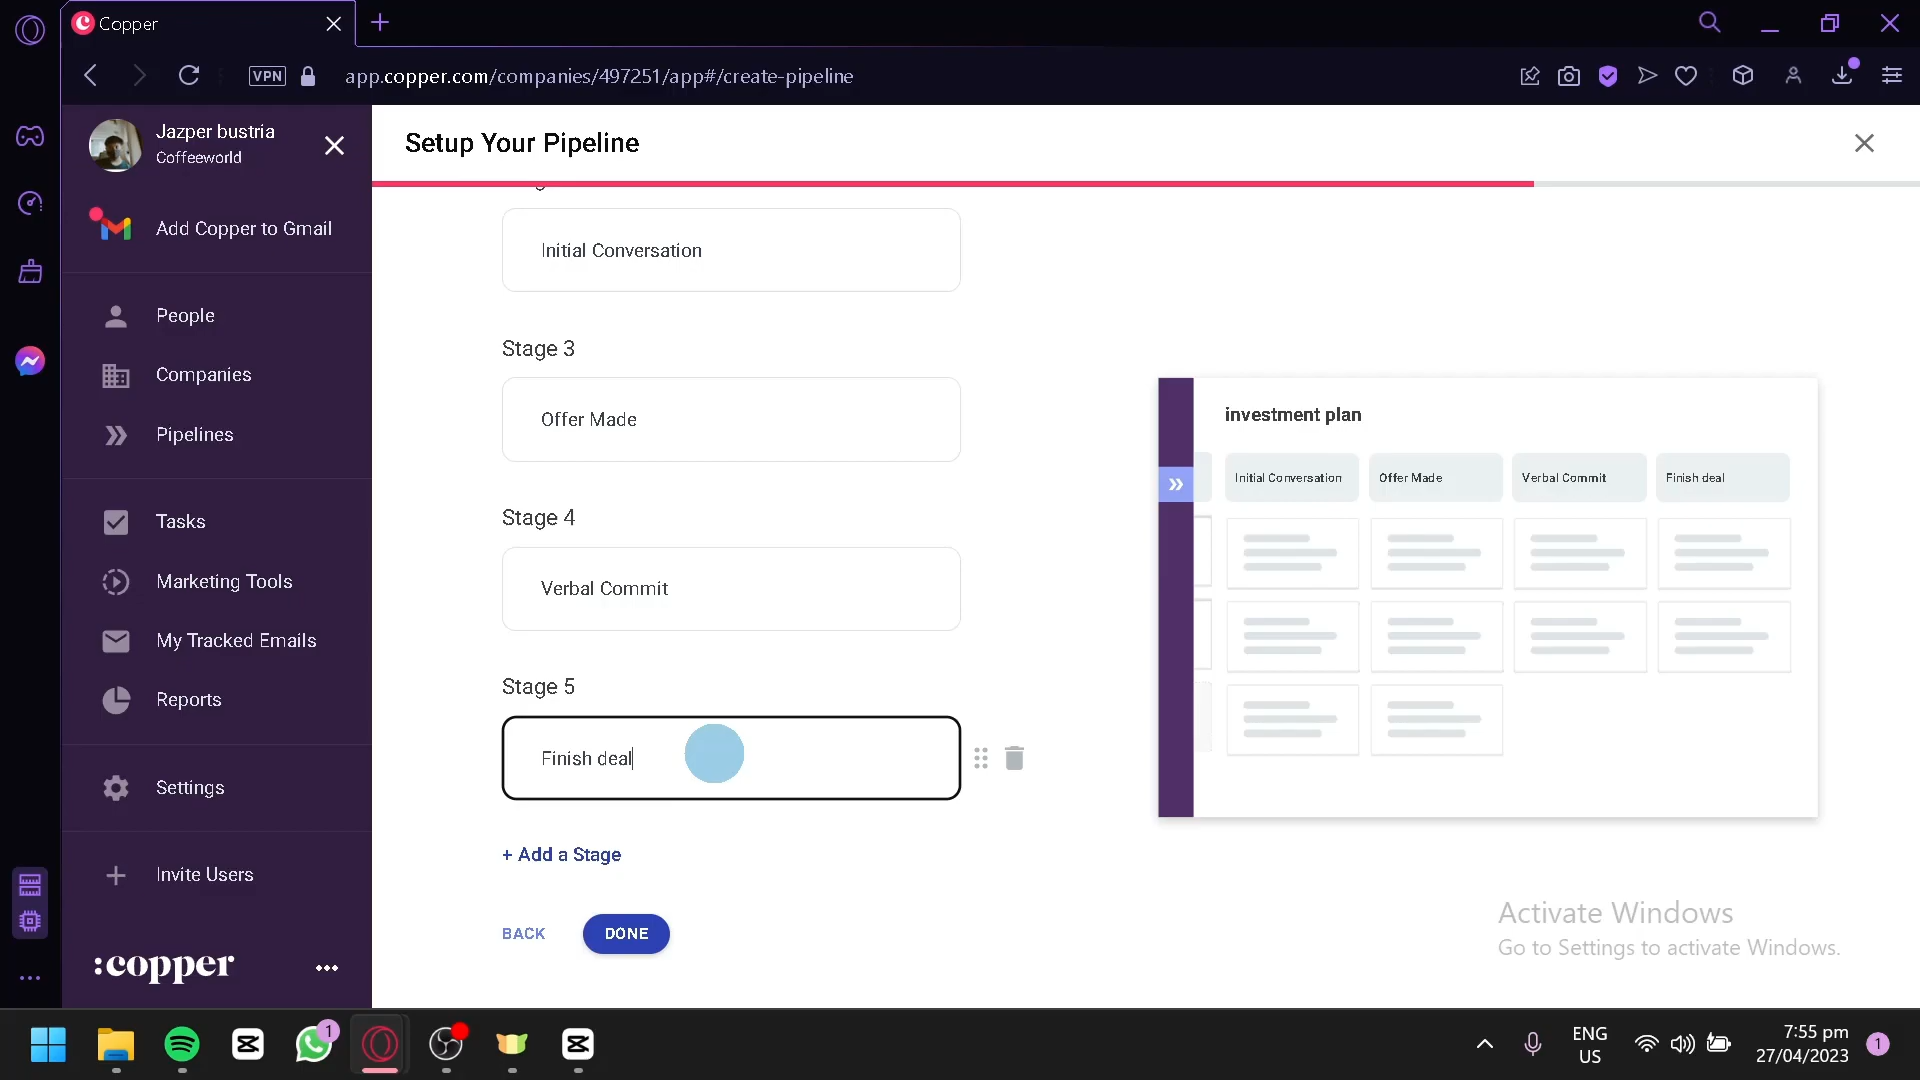 Copper
VPN
app.copper.com/companies/497251/app#/create-pipeline
Jazper bustria
Coffeeworld
Setup Your Pipeline
Add Copper to Gmail
People
Companies
Pipelines
Tasks
Marketing Tools
My Tracked Emails
Reports
Settings
Invite Users
:copper
Initial Conversation
Stage 3
Offer Made
Stage 4
Verbal Commit
Stage 5
Finish deal
+ Add a Stage
BACK
DONE
investment plan
Initial Conversation
Offer Made
Verbal Commit
Finish deal
Activate Windows
Go to Settings to activate Windows.
1
ENG
US
7:55 pm
27/04/2023
1